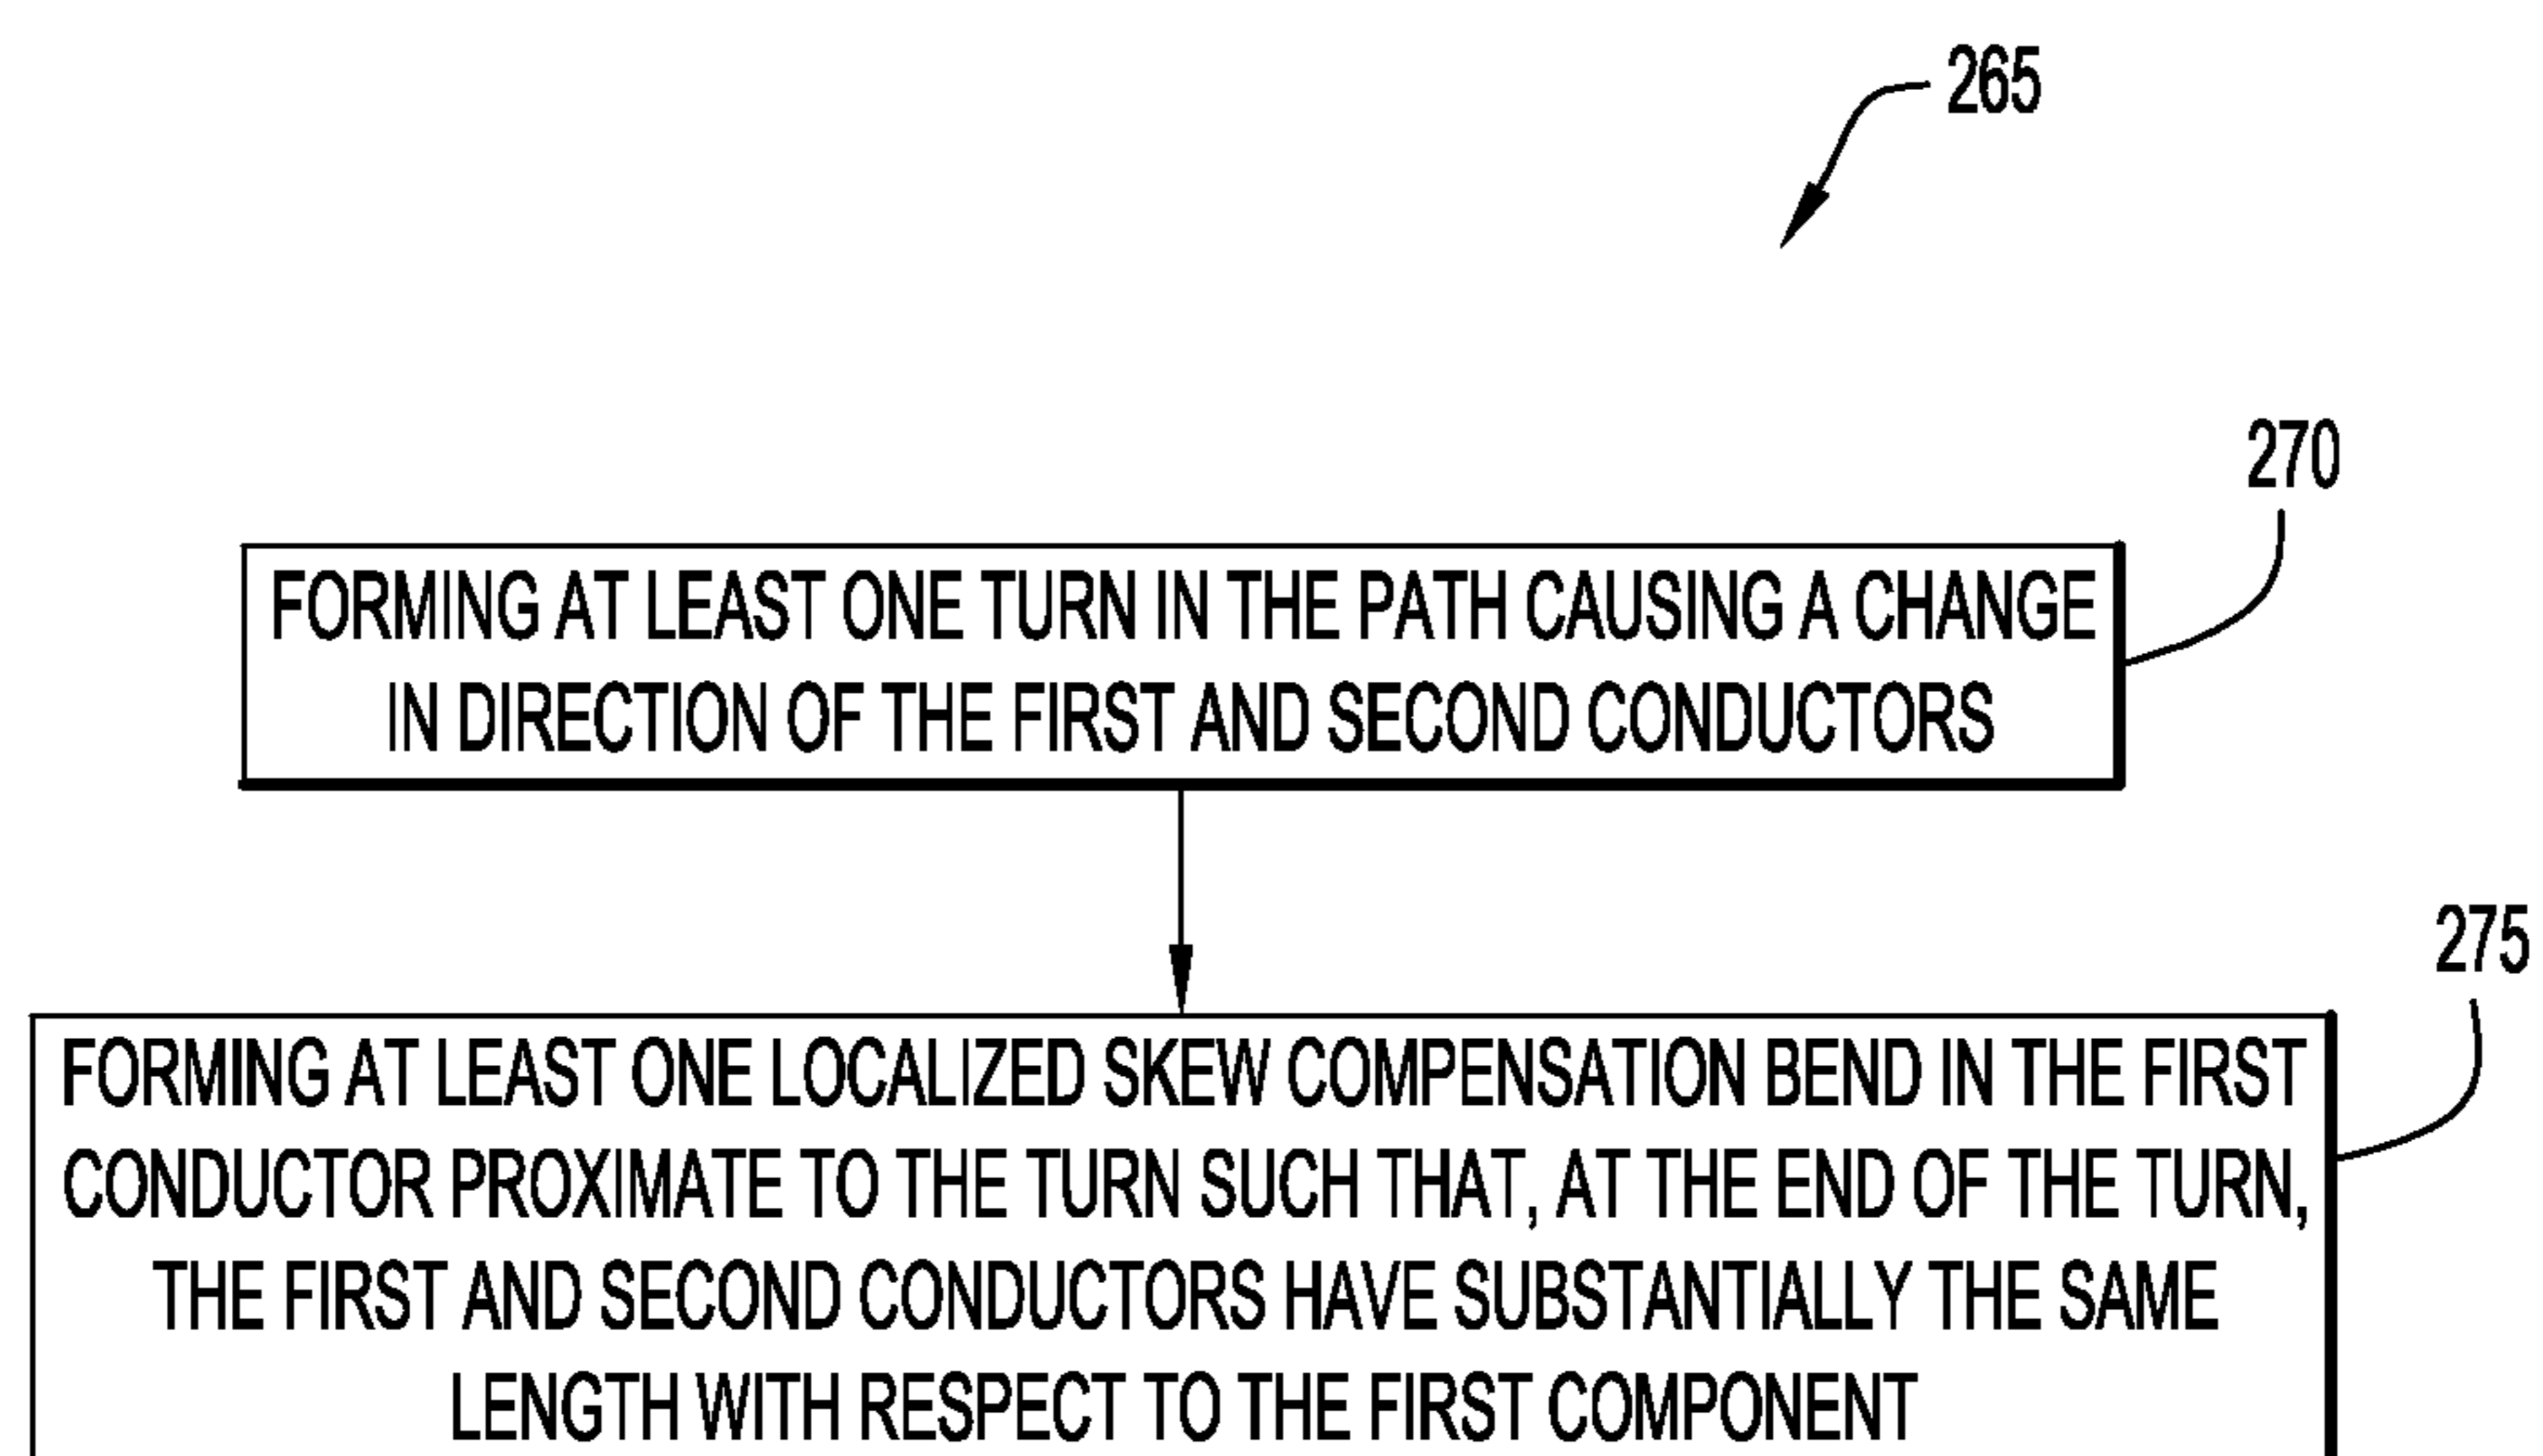 265
270
FORMING AT LEAST ONE TURN IN THE PATH CAUSING A CHANGE
IN DIRECTION OF THE FIRST AND SECOND CONDUCTORS
275
FORMING AT LEAST ONE LOCALIZED SKEW COMPENSATION BEND IN THE FIRST
CONDUCTOR PROXIMATE TO THE TURN SUCH THAT, AT THE END OF THE TURN,
THE FIRST AND SECOND CONDUCTORS HAVE SUBSTANTIALLY THE SAME
LENGTH WITH RESPECT TO THE FIRST COMPONENT